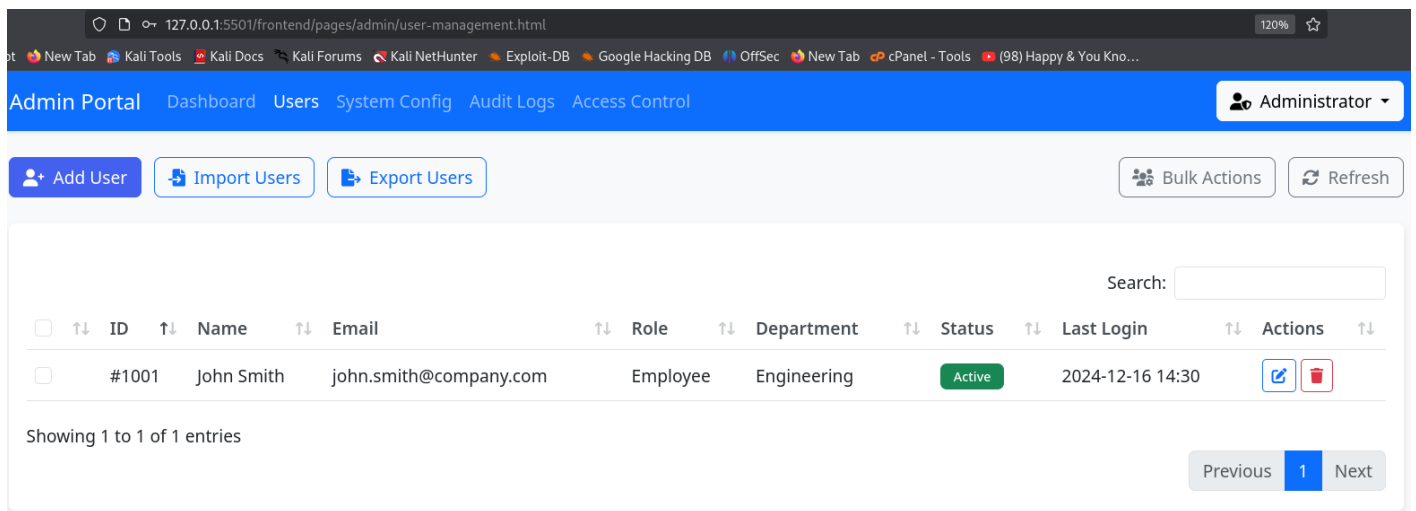 127.0.0.1:5501/frontend/pages/admin/user-management.html 120%
New Tab Kali Tools Kali Docs Kali Forums Kali NetHunter Exploit-DB Google Hacking DB OffSec New Tab cPanel - Tools (98) Happy & You Kno...
Admin Portal Dashboard Users System Config Audit Logs Access Control Administrator
Add User Import Users Export Users Bulk Actions Refresh
Search:
ID Name Email Role Department Status Last Login Actions
#1001 John Smith john.smith@company.com Employee Engineering Active 2024-12-16 14:30
Showing 1 to 1 of 1 entries
Previous 1 Next